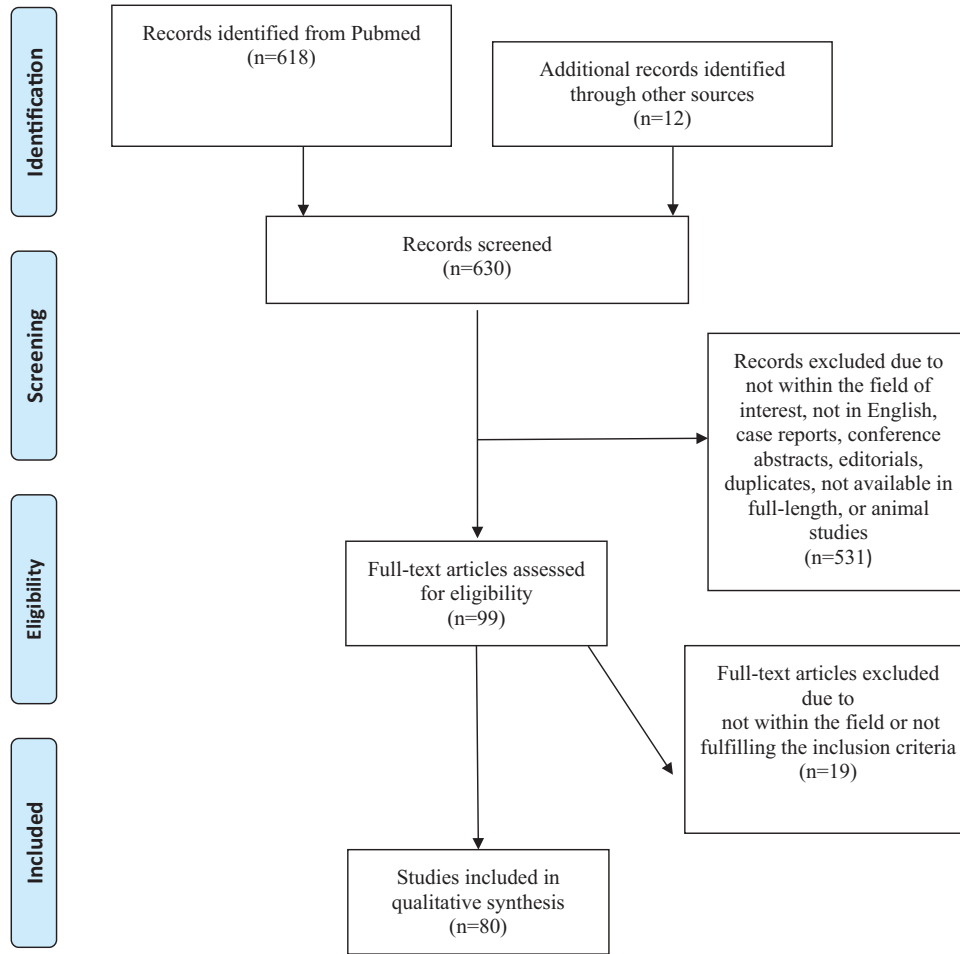 Identification
Records identified from Pubmed
(n=618)
Additional records identified
through other sources
(n=12)
Records screened
(n=630)
Screening
Records excluded due to
not within the field of
interest, not in English,
case reports, conference
abstracts, editorials,
duplicates, not available in
full-length, or animal
studies
(n=531)
Eligibility
Full-text articles assessed
for eligibility
(n=99)
Full-text articles excluded
due to
not within the field or not
fulfilling the inclusion criteria
(n=19)
Included
Studies included in
qualitative synthesis
(n=80)